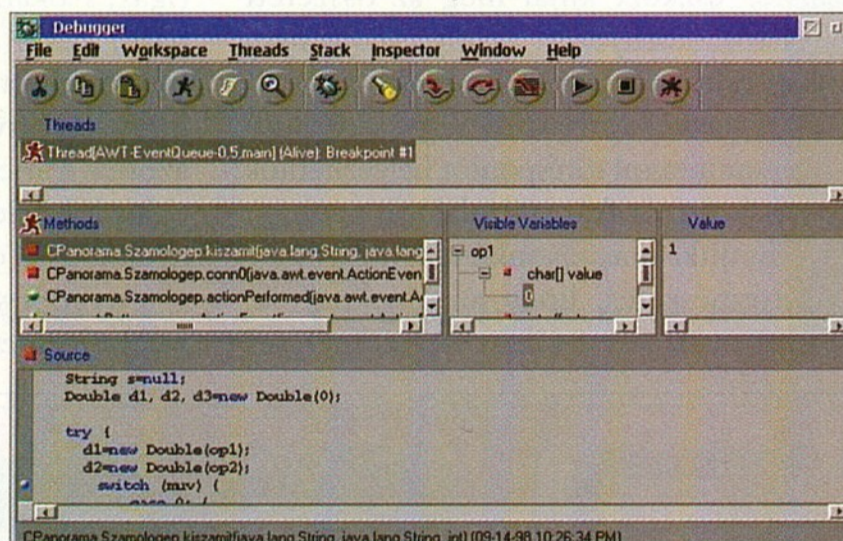 Debugger
File Edit Workspace Threads Stack Inspector Window Help
Threads
Thread[AWT-EventQueue-0,5,main] (Alive): Breakpoint #1
Methods
CPanorama.Szamologep.kiszamit(java.lang.String, java.lang
CPanorama.Szamologep.conn0(java.awt.event.ActionEven
CPanorama.Szamologep.actionPerformed(java.awt.event.A
Visible Variables
op1
char[] value
0
Value
1
Source
String s=null;
Double d1, d2, d3=new Double(0);
try {
d1=new Double(op1);
d2=new Double(op2);
switch (muv) {
case 0: {
CPanorama.Szamologep.kiszamit(java.lang.String, java.lang.String, int) (09-14-98 10:26:34 PM)